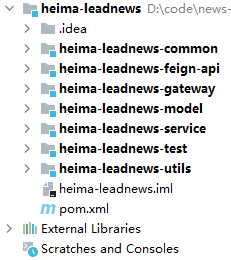 heima-leadnews D:\code\news-
.idea
heima-leadnews-common
heima-leadnews-feign-api
heima-leadnews-gateway
heima-leadnews-model
heima-leadnews-service
heima-leadnews-test
heima-leadnews-utils
heima-leadnews.iml
pom.xml
External Libraries
Scratches and Consoles